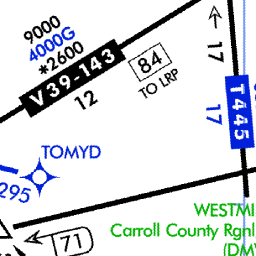 9000
4000G
*2600
V39-143
12
84
TO LRP
17
T445
17
TOMYD
295
71
WESTMI
Carroll County Rgnl
(DM